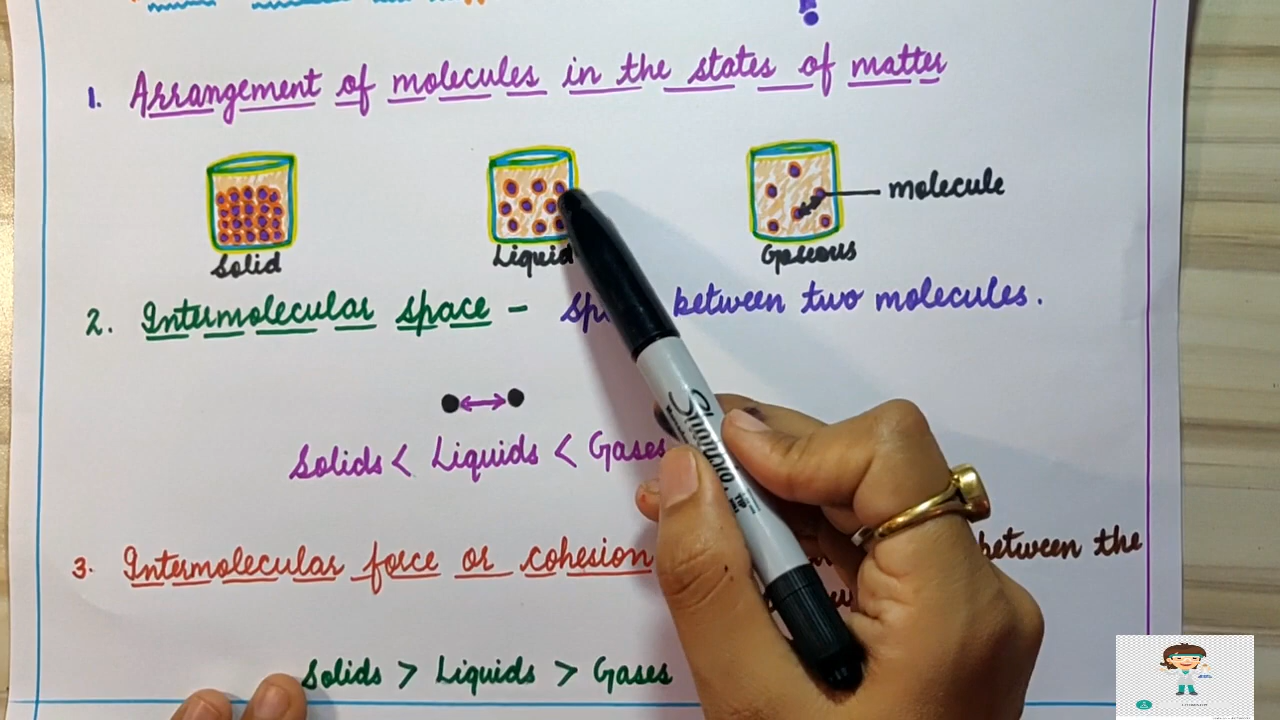 1. Arrangement of molecules in the states of matter
molecule
Solid
Liquid
Gaseous
2. Intermolecular space - between two molecules.
Solids < Liquids < Gases
3. Intermolecular force or cohesion between the
Solids > Liquids > Gases
Sharpie